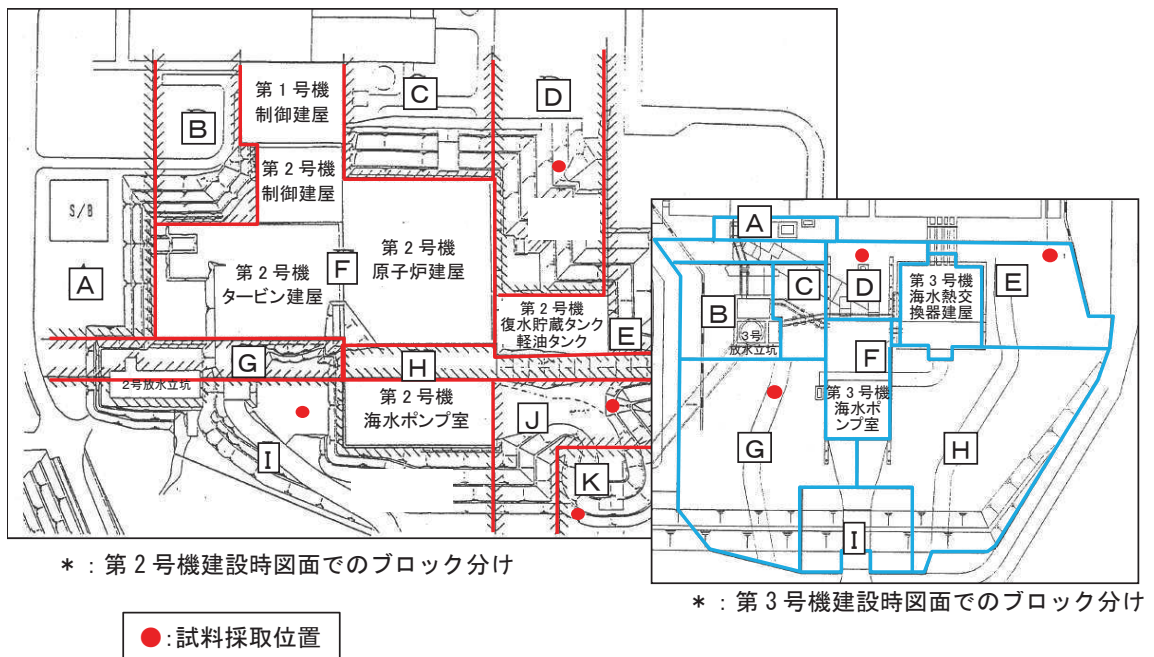 第1号機
制御建屋
C
D
B
第2号機
制御建屋
S/B
A
第2号機
タービン建屋
F
第2号機
原子炉建屋
第2号機
復水貯蔵タンク
軽油タンク
E
G
H
2号放水立坑
第2号機
海水ポンプ室
J
I
K
*：第2号機建設時図面でのブロック分け
A
B
C
D
第3号機
海水熱交
換器建屋
E
3号
放水立坑
F
第3号機
海水ポ
ンプ室
G
H
I
*：第3号機建設時図面でのブロック分け
●:試料採取位置